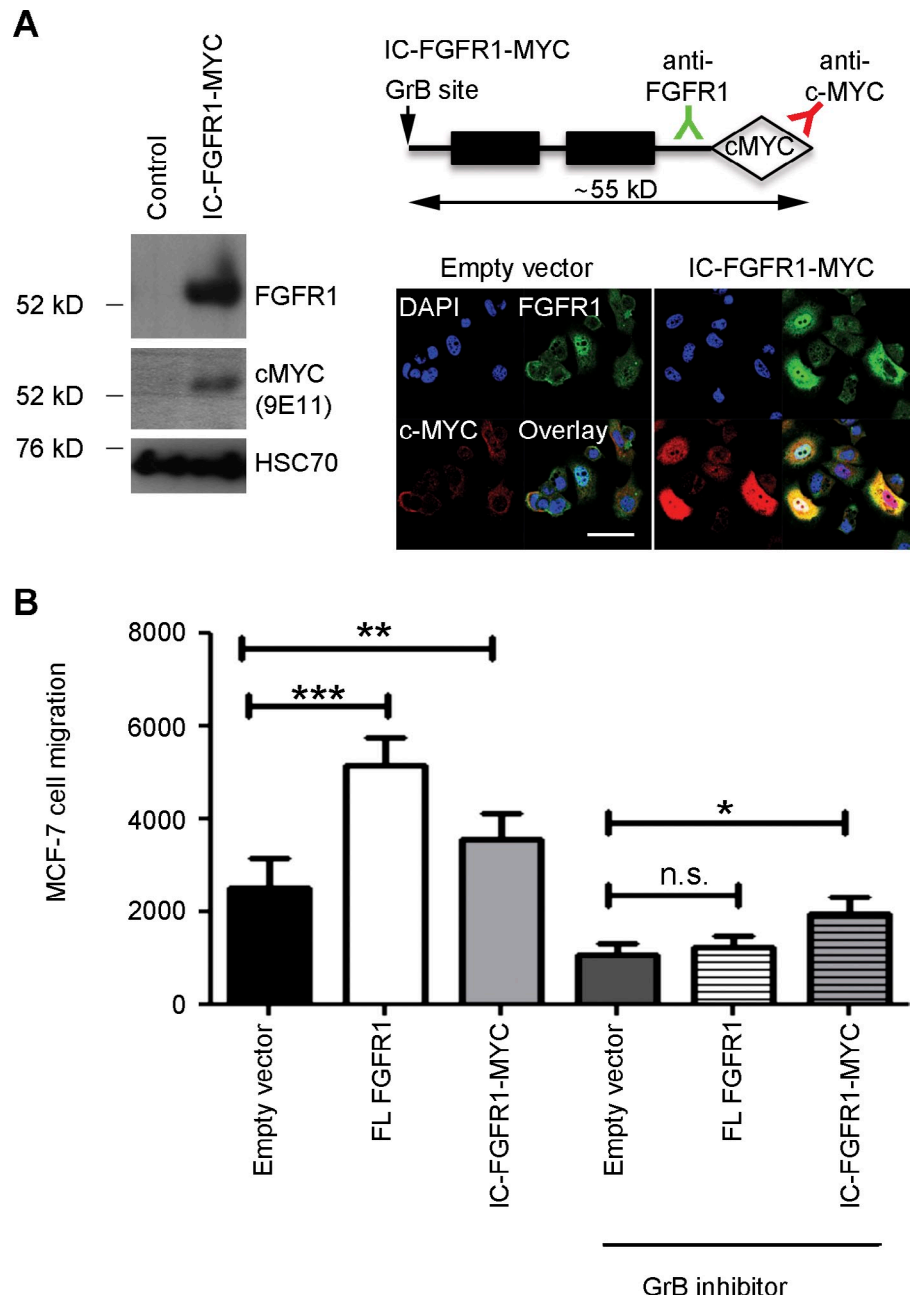 A
Control
IC-FGFR1-MYC
52 kD
FGFR1
52 kD
cMYC
(9E11)
76 kD
HSC70
IC-FGFR1-MYC
GrB site
anti-
FGFR1
anti-
c-MYC
cMYC
~55 kD
Empty vector
IC-FGFR1-MYC
DAPI
FGFR1
c-MYC
Overlay
B
MCF-7 cell migration
8000
6000
4000
2000
0
**
***
*
n.s.
Empty vector
FL FGFR1
IC-FGFR1-MYC
Empty vector
FL FGFR1
IC-FGFR1-MYC
GrB inhibitor